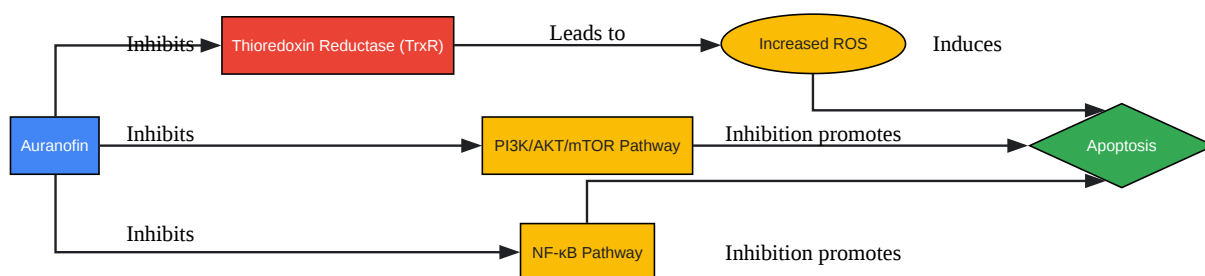 Inhibits
Thioredoxin Reductase (TrxR)
Leads to
Increased ROS
Induces
Auranofin
Inhibits
PI3K/AKT/mTOR Pathway
Inhibition promotes
Apoptosis
Inhibits
NF-κB Pathway
Inhibition promotes